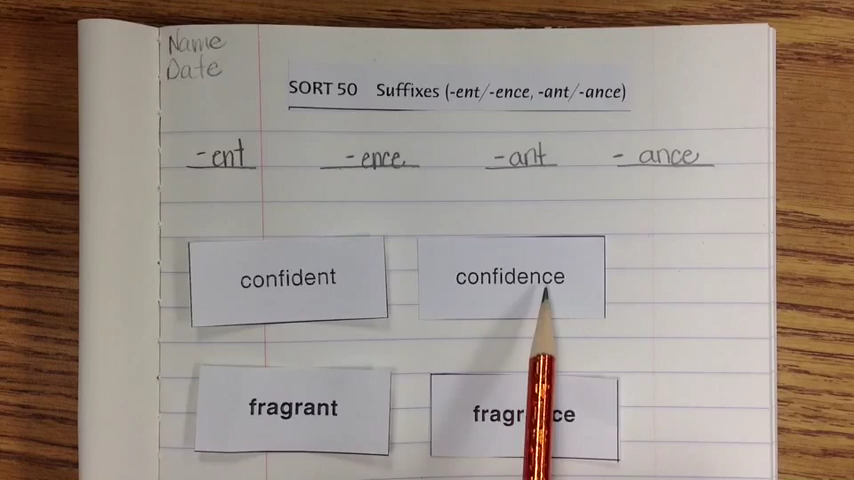 Name
Date
SORT 50 Suffixes (-ent/-ence, -ant/-ance)
-ent -ence -ant - ance
confident confidence
fragrant